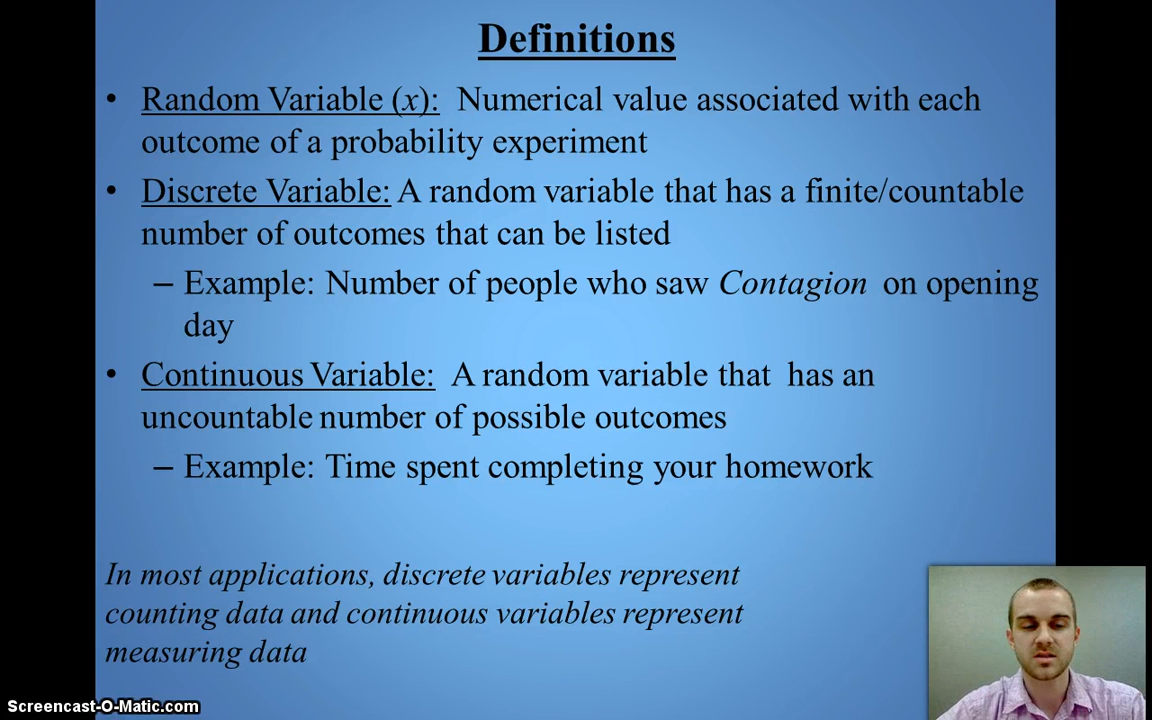 Definitions
• Random Variable (x): Numerical value associated with each
outcome of a probability experiment
• Discrete Variable: A random variable that has a finite/countable
number of outcomes that can be listed
– Example: Number of people who saw Contagion on opening
day
• Continuous Variable: A random variable that has an
uncountable number of possible outcomes
– Example: Time spent completing your homework
In most applications, discrete variables represent
counting data and continuous variables represent
measuring data
Screencast-O-Matic.com